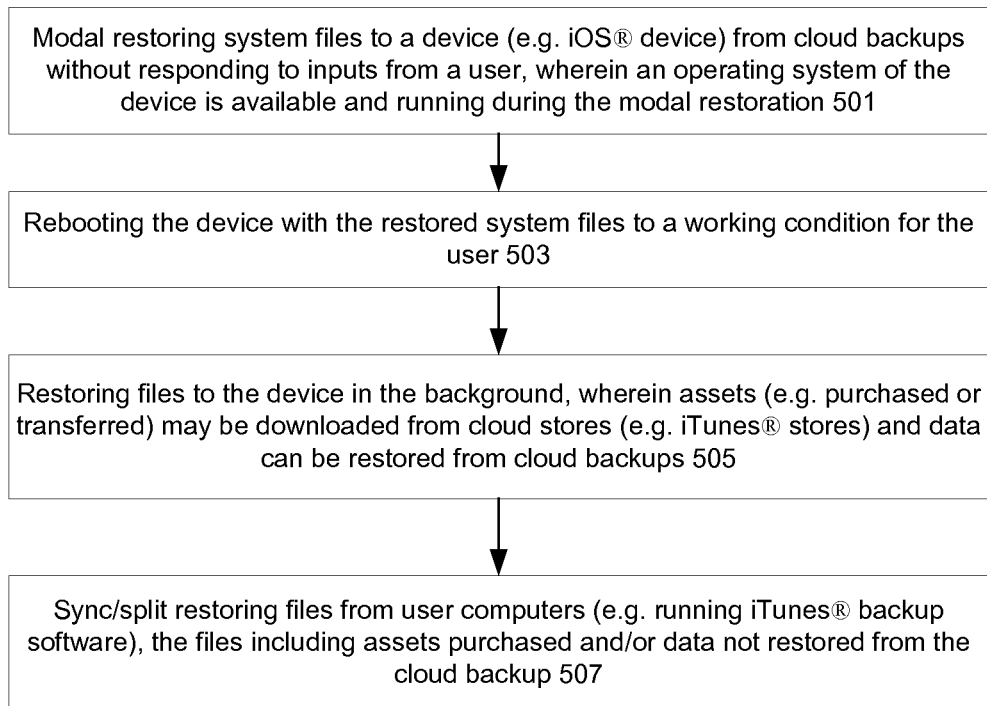 Modal restoring system files to a device (e.g. iOS® device) from cloud backups
without responding to inputs from a user, wherein an operating system of the
device is available and running during the modal restoration 501
Rebooting the device with the restored system files to a working condition for the
user 503
Restoring files to the device in the background, wherein assets (e.g. purchased or
transferred) may be downloaded from cloud stores (e.g. iTunes® stores) and data
can be restored from cloud backups 505
Sync/split restoring files from user computers (e.g. running iTunes® backup
software), the files including assets purchased and/or data not restored from the
cloud backup 507